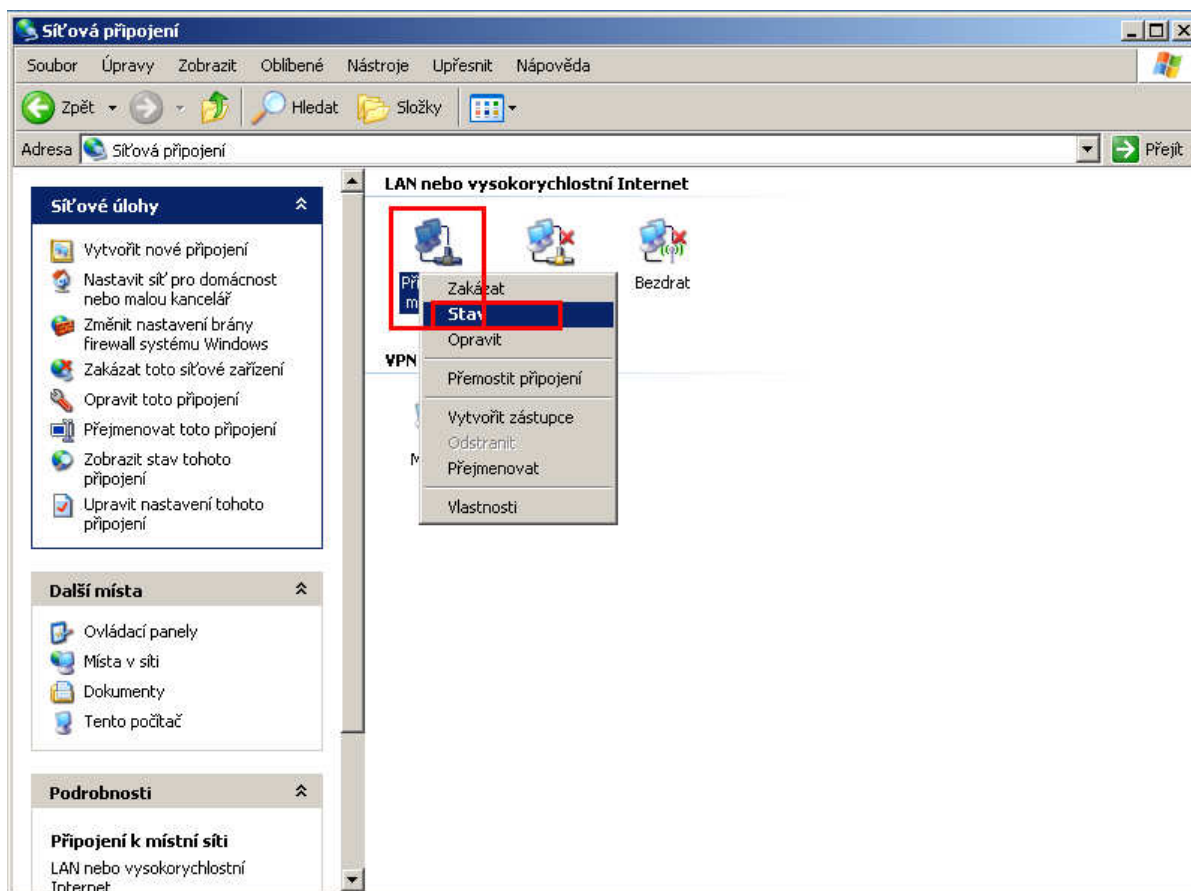 Síťová připojení
Soubor Úpravy Zobrazit Oblíbené Nástroje Upřesnit Nápověda
Zpět Hledat Složky
Adresa Síťová připojení Přejít
Síťové úlohy
Vytvořit nové připojení
Nastavit síť pro domácnost
nebo malou kancelář
Změnit nastavení brány
firewall systému Windows
Zakázat toto síťové zařízení
Opravit toto připojení
Přejmenovat toto připojení
Zobrazit stav tohoto
připojení
Upravit nastavení tohoto
připojení
Další místa
Ovládací panely
Místa v síti
Dokumenty
Tento počítač
Podrobnosti
Připojení k místní síti
LAN nebo vysokorychlostní
Internet
LAN nebo vysokorychlostní Internet
Bezdrat
VPN
Zakázat
Stav
Opravit
Přemostit připojení
Vytvořit zástupce
Odstranit
Přejmenovat
Vlastnosti